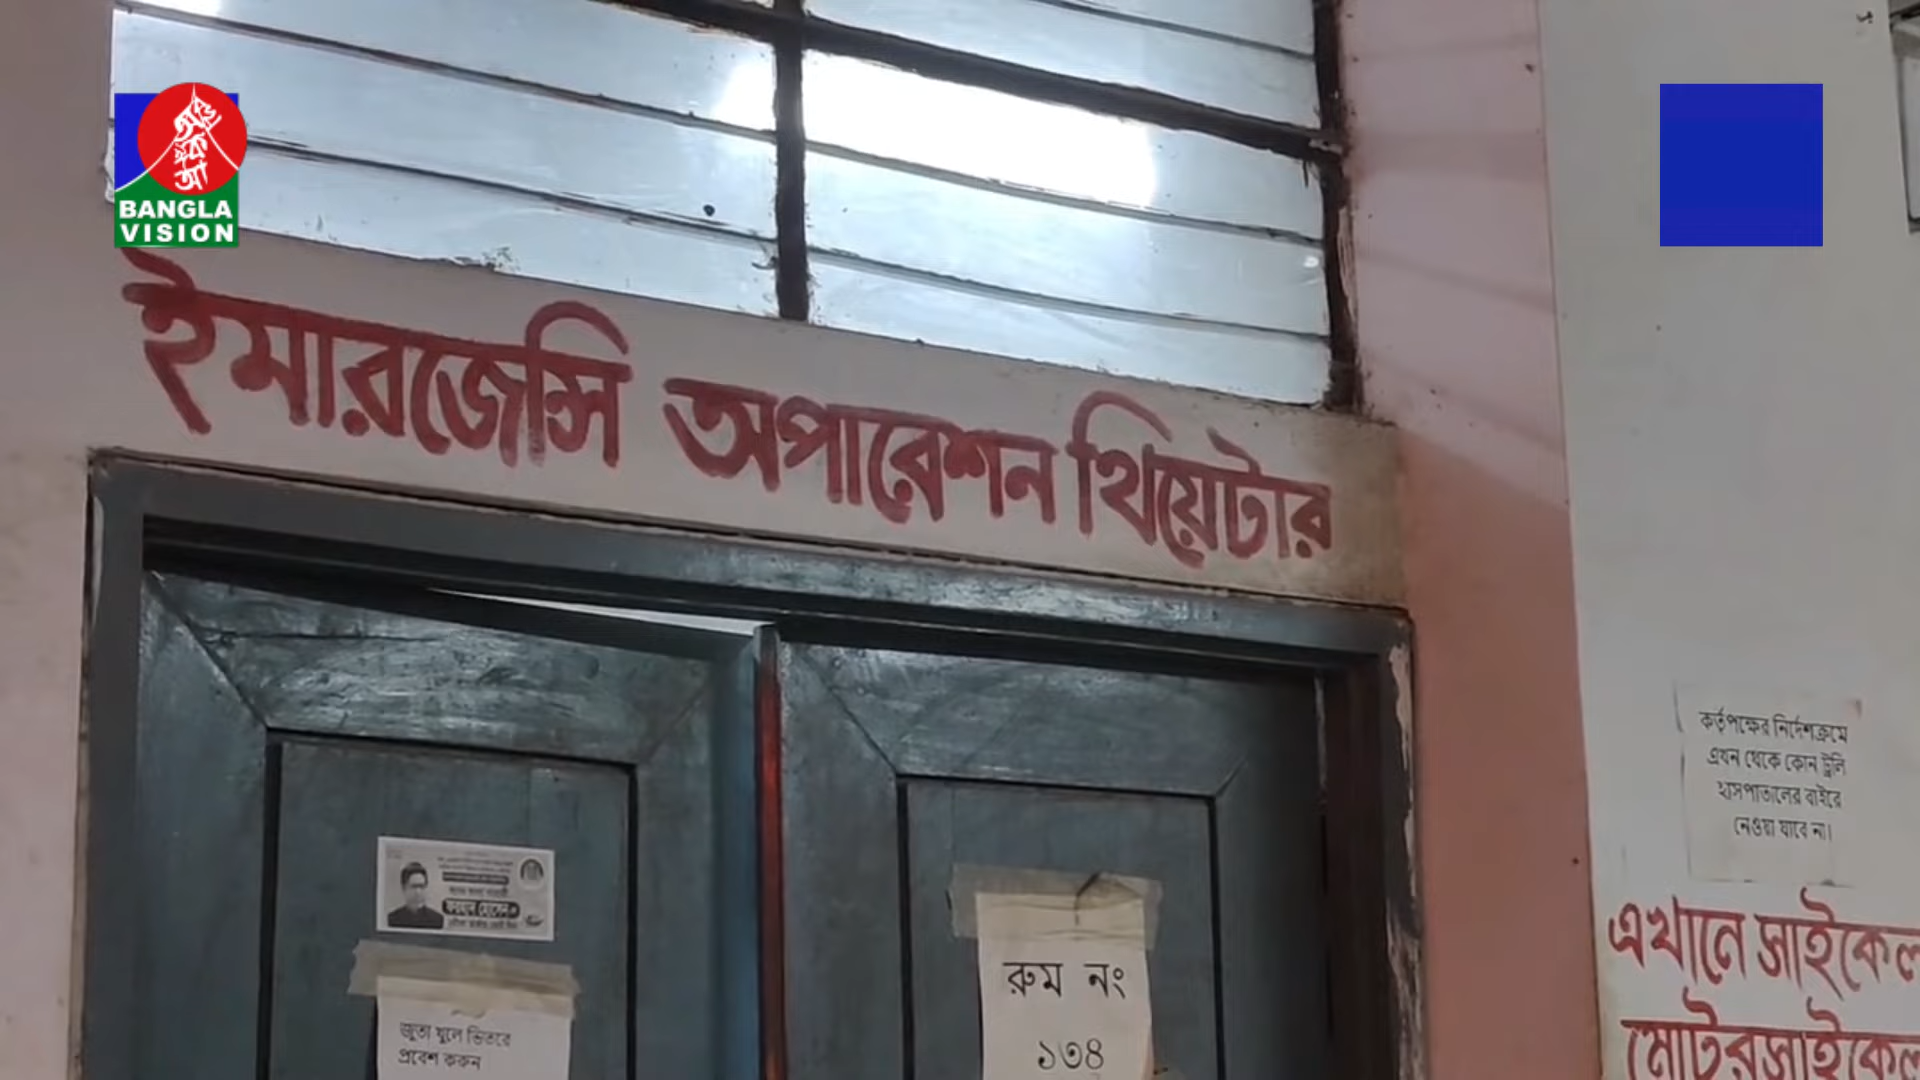 BANGLA
VISION
ইমারজেন্সি অপারেশন থিয়েটার
কর্তৃপক্ষের নির্দেশক্রমে
এখন থেকে কোন ট্রলি
হাসপাতালের বাইরে
নেওয়া যাবে না।
এখানে সাইকেল
মোটরসাইকেল
রুম নং
১৩৪
জুতা খুলে ভিতরে
প্রবেশ করুন